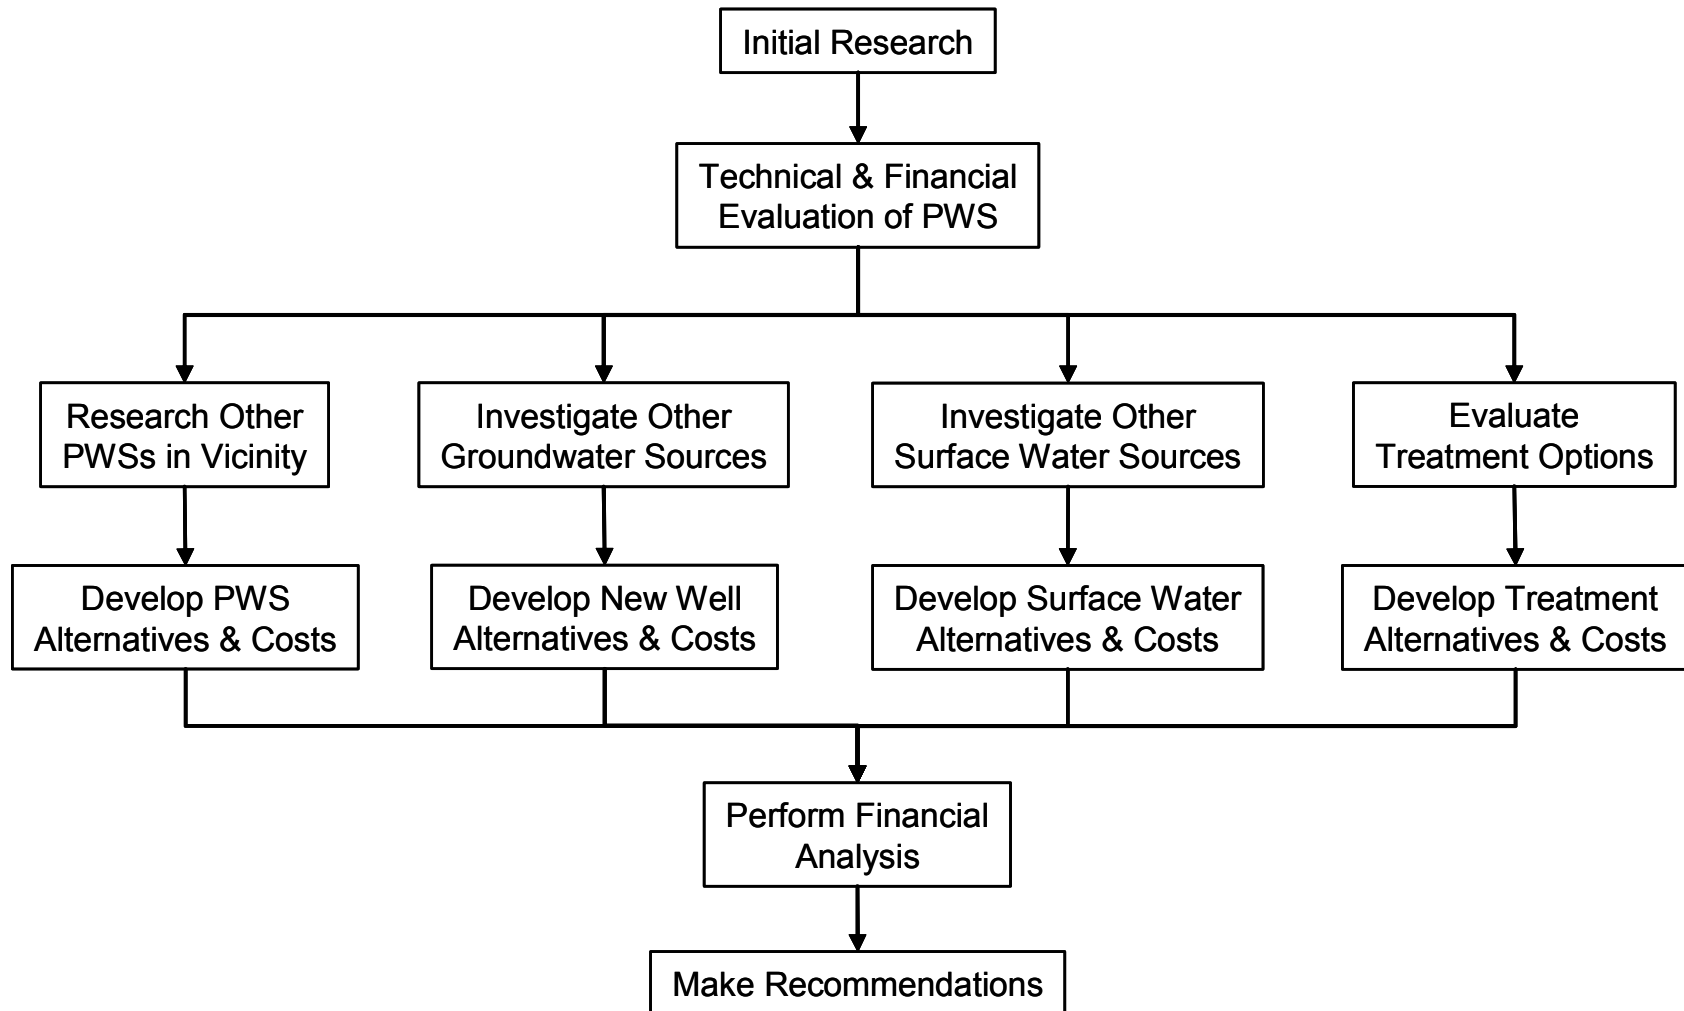 Initial Research
Technical & Financial
Evaluation of PWS
Research Other
PWSs in Vicinity
Investigate Other
Groundwater Sources
Investigate Other
Surface Water Sources
Evaluate
Treatment Options
Develop PWS
Alternatives & Costs
Develop New Well
Alternatives & Costs
Develop Surface Water
Alternatives & Costs
Develop Treatment
Alternatives & Costs
Perform Financial
Analysis
Make Recommendations